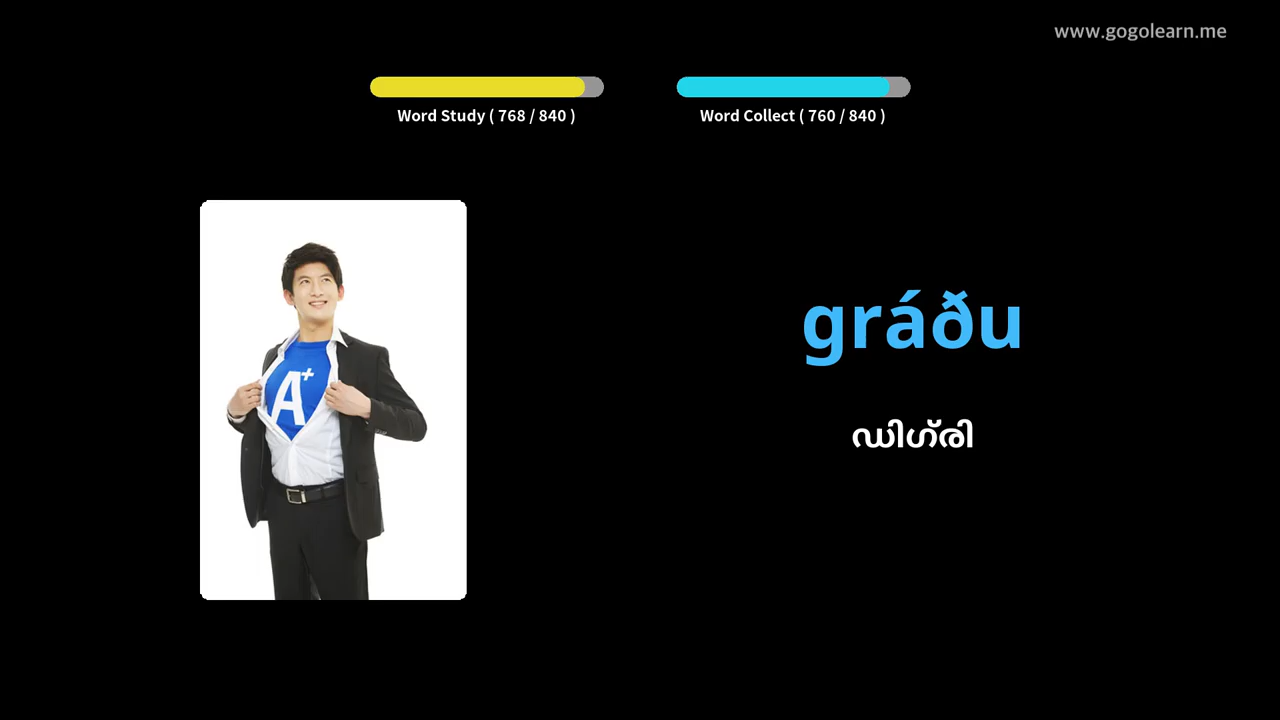 www.gogolearn.me
Word Study ( 768 / 840 )
Word Collect ( 760 / 840 )
A+
gráðu
ഡിഗ്രി